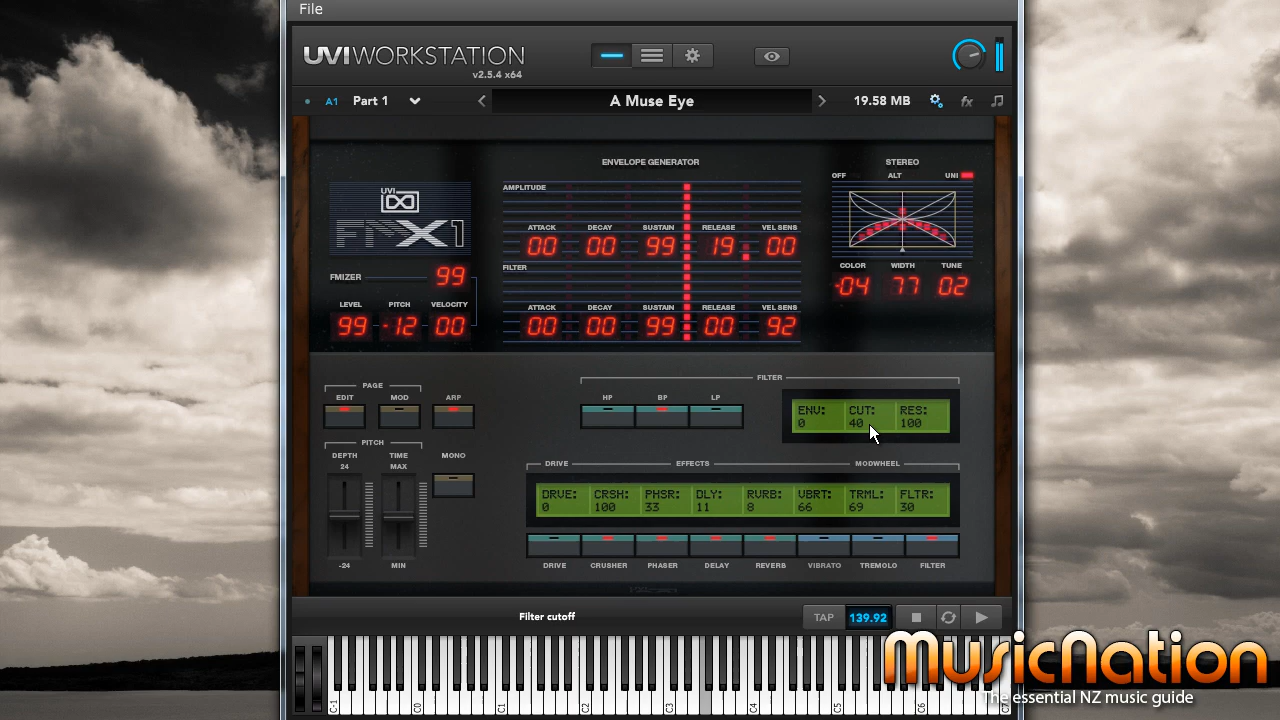 File
UVIWORKSTATION
v2.5.4 x64
A1 Part 1 A Muse Eye 19.58 MB fx
UVI
FMX1
ENVELOPE GENERATOR
AMPLITUDE
ATTACK DECAY SUSTAIN RELEASE VEL SENS
00 00 99 19 00
FILTER
ATTACK DECAY SUSTAIN RELEASE VEL SENS
00 00 99 00 92
STEREO
OFF ALT UNI
COLOR WIDTH TUNE
-04 77 02
FMIZER 99
LEVEL PITCH VELOCITY
99 -12 00
PAGE
EDIT MOD ARP
PITCH
DEPTH TIME MONO
24 MAX
-24 MIN
FILTER
HP BP LP
ENV: CUT: RES:
0 40 100
DRIVE EFFECTS MODWHEEL
DRVE: CRSH: PHSR: DLY: RVRB: VBRT: TRML: FLTR:
0 100 33 11 8 66 69 30
DRIVE CRUSHER PHASER DELAY REVERB VIBRATO TREMOLO FILTER
Filter cutoff TAP 139.92
C-1 C0 C1 C2 C3 C4 C5 C6
MusicNation
The essential NZ music guide